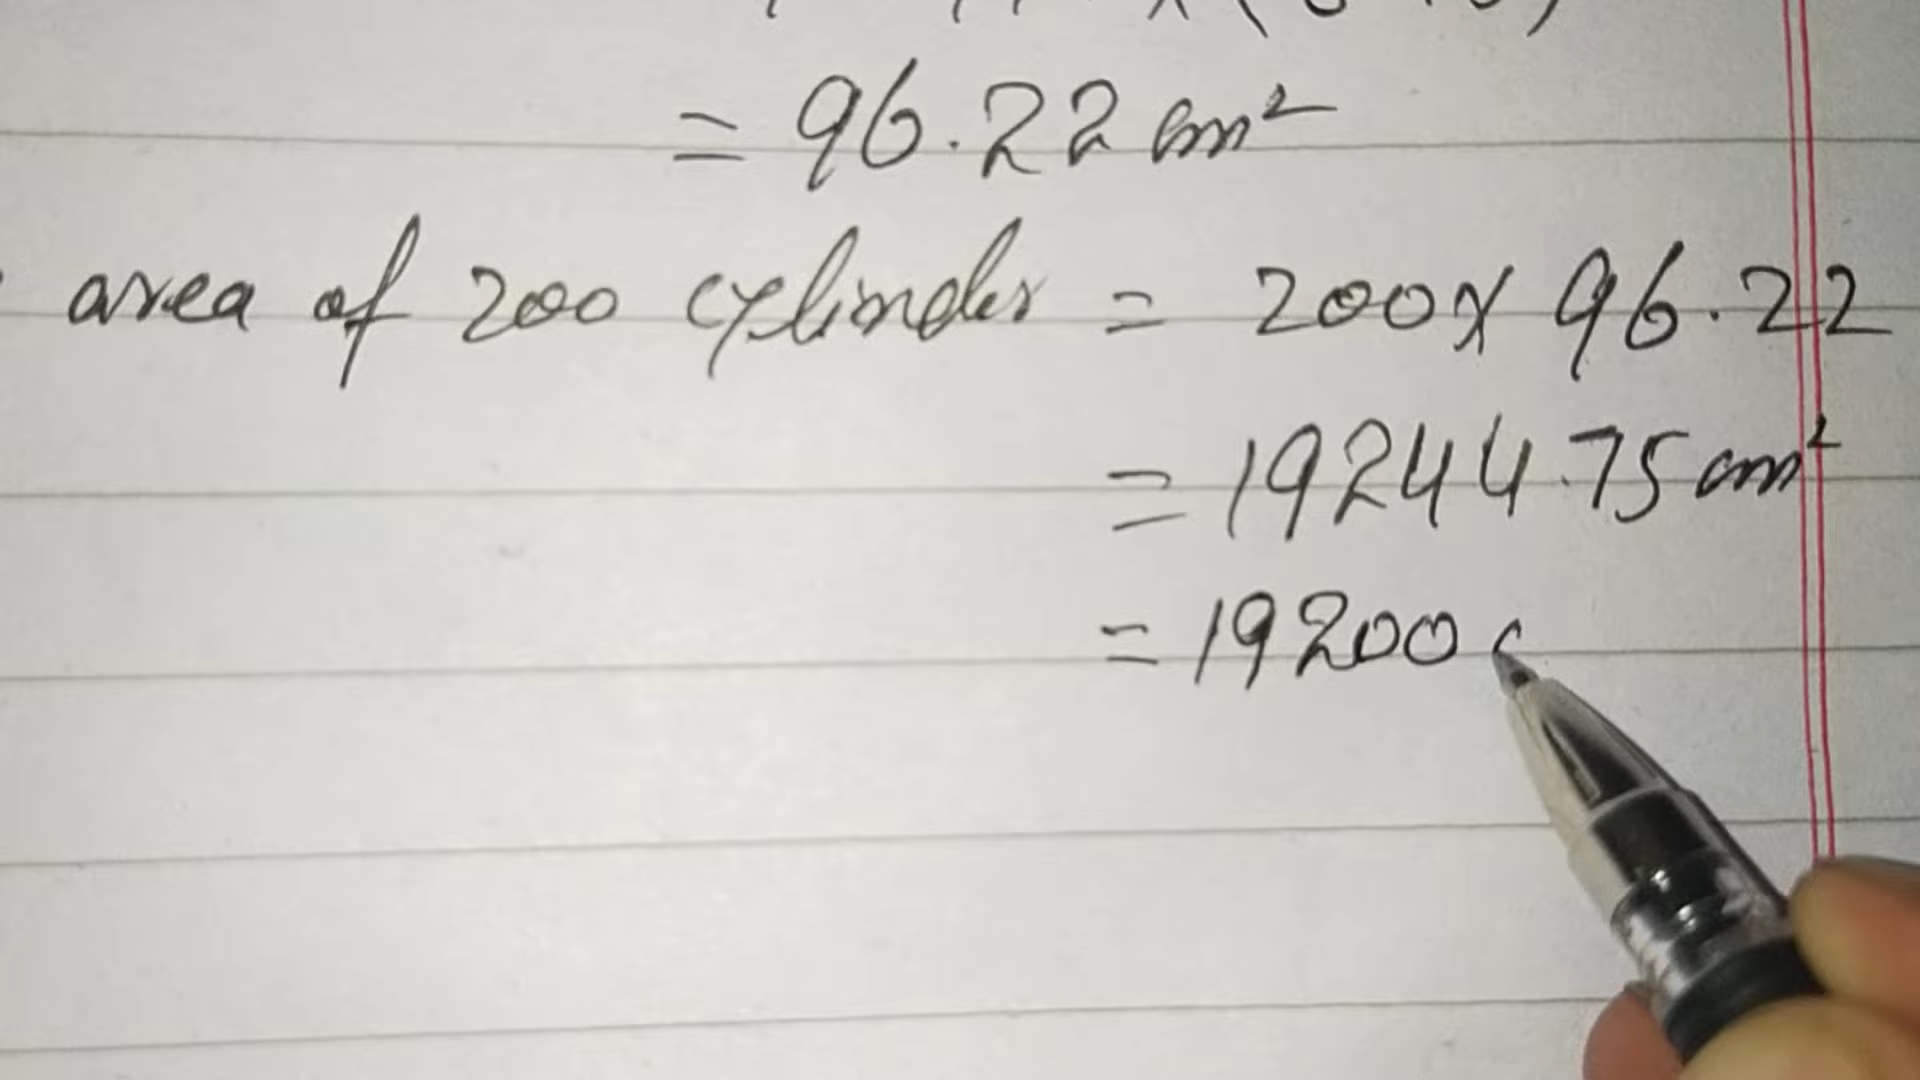 = 96.22 cm²
area of 200 cylinder = 200 x 96.22
= 19244.75 cm²
= 19200 c